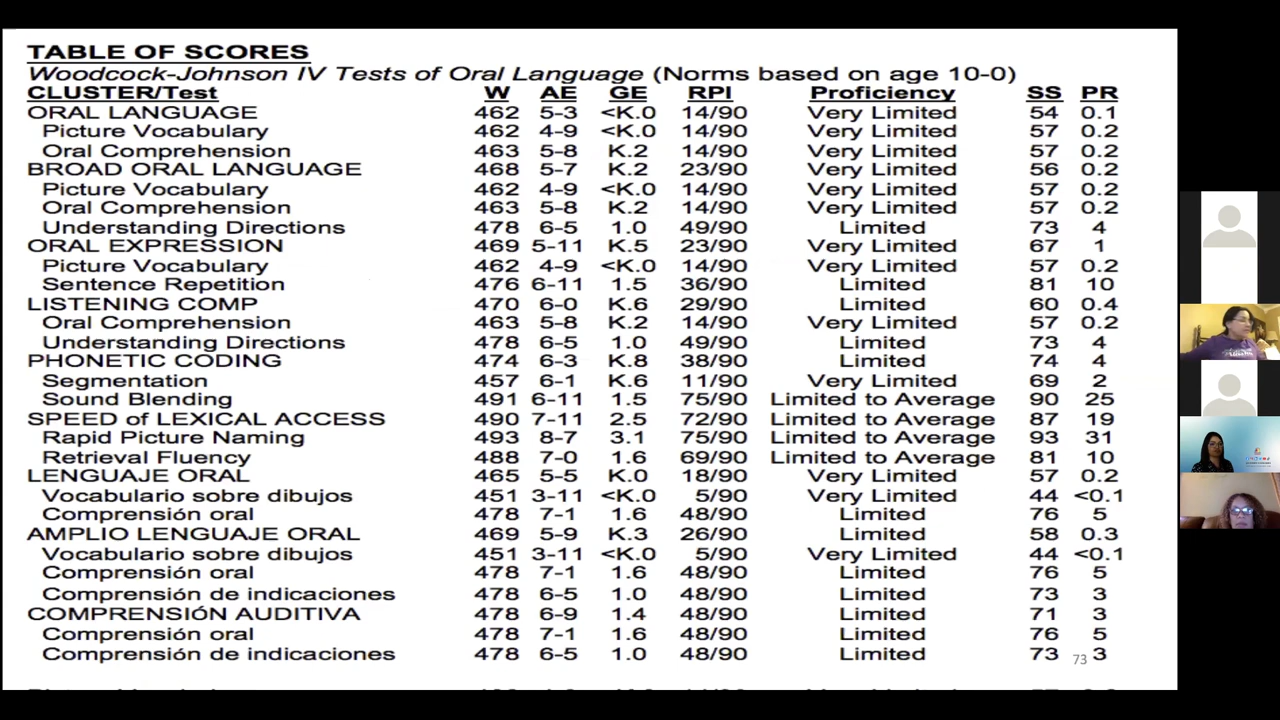 TABLE OF SCORES
Woodcock-Johnson IV Tests of Oral Language (Norms based on age 10-0)
CLUSTER/Test W AE GE RPI Proficiency SS PR
ORAL LANGUAGE 462 5-3 <K.0 14/90 Very Limited 54 0.1
Picture Vocabulary 462 4-9 <K.0 14/90 Very Limited 57 0.2
Oral Comprehension 463 5-8 K.2 14/90 Very Limited 57 0.2
BROAD ORAL LANGUAGE 468 5-7 K.2 23/90 Very Limited 56 0.2
Picture Vocabulary 462 4-9 <K.0 14/90 Very Limited 57 0.2
Oral Comprehension 463 5-8 K.2 14/90 Very Limited 57 0.2
Understanding Directions 478 6-5 1.0 49/90 Limited 73 4
ORAL EXPRESSION 469 5-11 K.5 23/90 Very Limited 67 1
Picture Vocabulary 462 4-9 <K.0 14/90 Very Limited 57 0.2
Sentence Repetition 476 6-11 1.5 36/90 Limited 81 10
LISTENING COMP 470 6-0 K.6 29/90 Limited 60 0.4
Oral Comprehension 463 5-8 K.2 14/90 Very Limited 57 0.2
Understanding Directions 478 6-5 1.0 49/90 Limited 73 4
PHONETIC CODING 474 6-3 K.8 38/90 Limited 74 4
Segmentation 457 6-1 K.6 11/90 Very Limited 69 2
Sound Blending 491 6-11 1.5 75/90 Limited to Average 90 25
SPEED of LEXICAL ACCESS 490 7-11 2.5 72/90 Limited to Average 87 19
Rapid Picture Naming 493 8-7 3.1 75/90 Limited to Average 93 31
Retrieval Fluency 488 7-0 1.6 69/90 Limited to Average 81 10
LENGUAJE ORAL 465 5-5 K.0 18/90 Very Limited 57 0.2
Vocabulario sobre dibujos 451 3-11 <K.0 5/90 Very Limited 44 <0.1
Comprensión oral 478 7-1 1.6 48/90 Limited 76 5
AMPLIO LENGUAJE ORAL 469 5-9 K.3 26/90 Limited 58 0.3
Vocabulario sobre dibujos 451 3-11 <K.0 5/90 Very Limited 44 <0.1
Comprensión oral 478 7-1 1.6 48/90 Limited 76 5
Comprensión de indicaciones 478 6-5 1.0 48/90 Limited 73 3
COMPRENSIÓN AUDITIVA 478 6-9 1.4 48/90 Limited 71 3
Comprensión oral 478 7-1 1.6 48/90 Limited 76 5
Comprensión de indicaciones 478 6-5 1.0 48/90 Limited 73 3
73